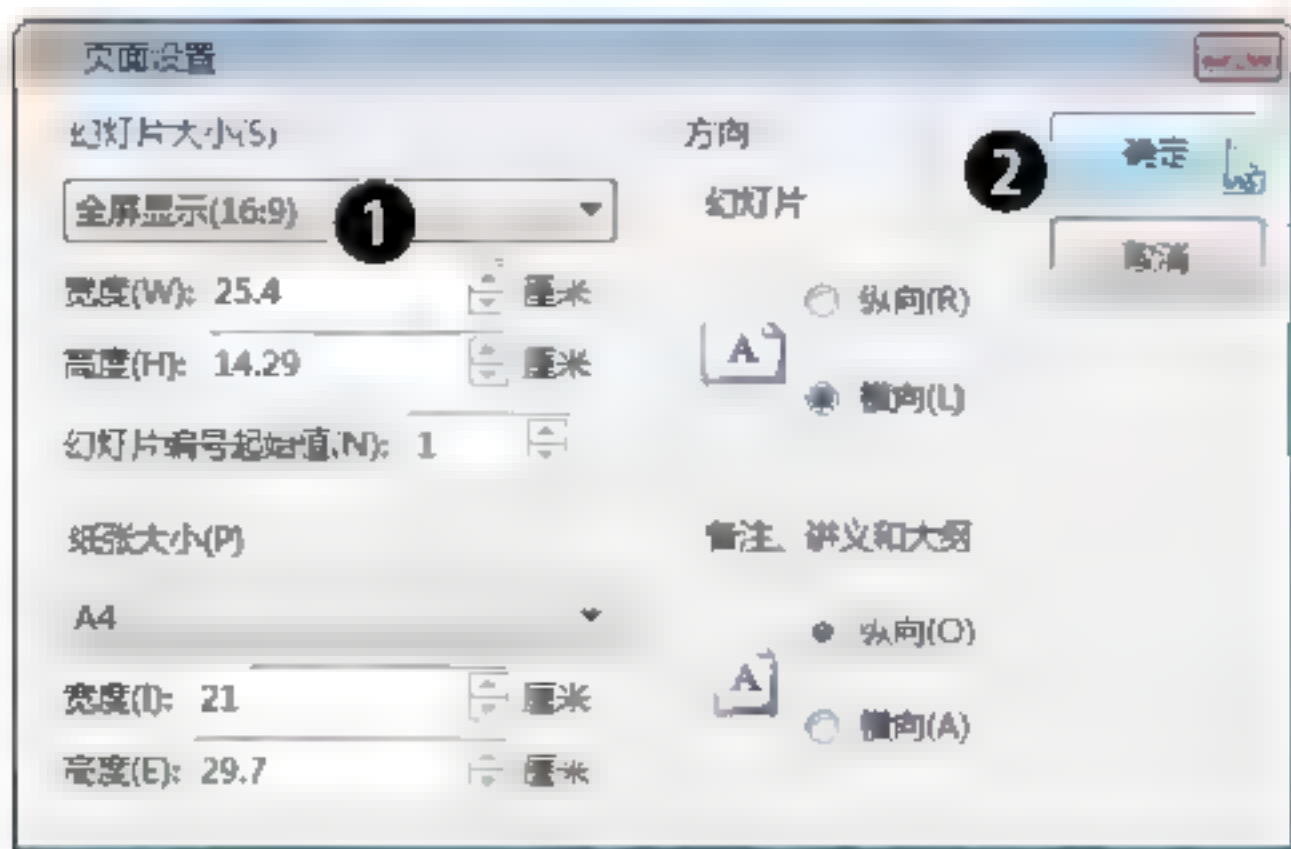 页面设置
幻灯片大小(S)
全屏显示(16:9)
1
宽度(W): 25.4 厘米
高度(H): 14.29 厘米
幻灯片编号起始值(N): 1
纸张大小(P)
A4
宽度(I): 21 厘米
高度(E): 29.7 厘米
方向
幻灯片
A
纵向(R)
横向(L)
备注、讲义和大纲
A
纵向(O)
横向(A)
2
确定
取消